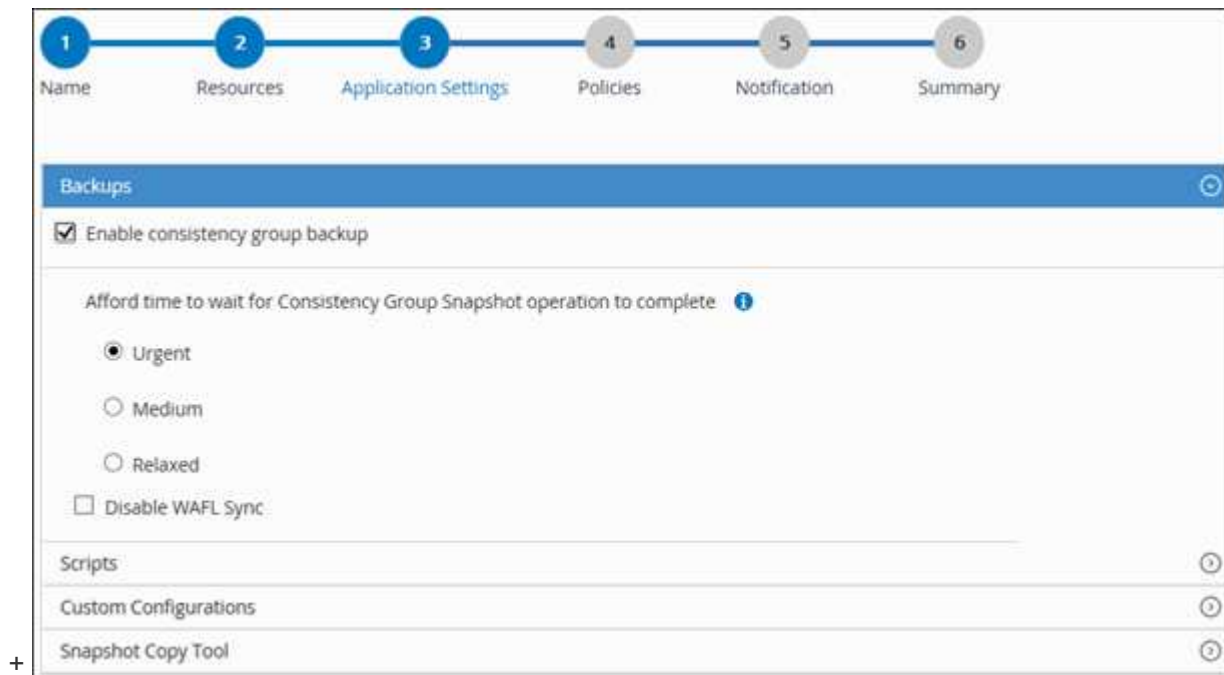 1 2 3 4 5 6
Name Resources Application Settings Policies Notification Summary
Backups
Enable consistency group backup
Afford time to wait for Consistency Group Snapshot operation to complete i
Urgent
Medium
Relaxed
Disable WAFL Sync
Scripts
Custom Configurations
Snapshot Copy Tool
+